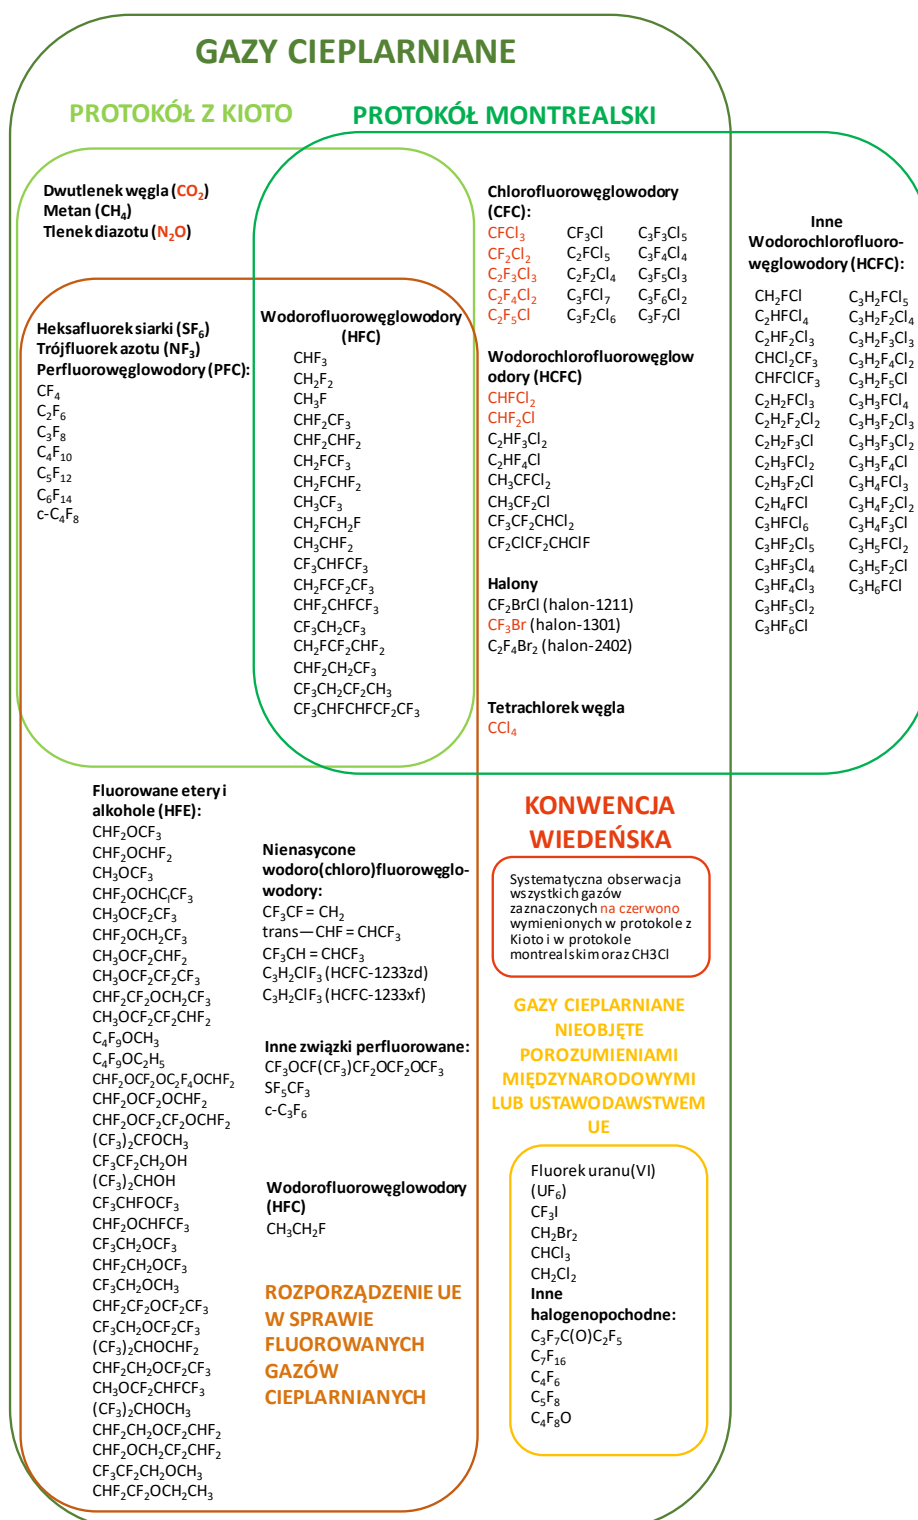 GAZY CIEPLARNIANE
PROTOKÓŁ Z KIOTO
PROTOKÓŁ MONTREALSKI
Dwutlenek węgla (CO₂)
Metan (CH₄)
Tlenek diazotu (N₂O)
Heksafluorek siarki (SF₆)
Trójfluorek azotu (NF₃)
Perfluorowęglowodory (PFC):
CF₄
C₂F₆
C₃F₈
C₄F₁₀
C₅F₁₂
C₆F₁₄
c-C₄F₈
Wodorofluorowęglowodory
(HFC)
CHF₃
CH₂F₂
CH₃F
CHF₂CF₃
CHF₂CHF₂
CH₂FCF₃
CH₂FCHF₂
CH₃CF₃
CH₂FCH₂F
CH₃CHF₂
CF₃CHFCF₃
CH₂FCF₂CF₃
CHF₂CHFCF₃
CF₃CH₂CF₃
CH₂FCF₂CHF₂
CHF₂CH₂CF₃
CF₃CH₂CF₂CH₃
CF₃CHFCHFCF₂CF₃
Chlorofluorowęglowodory
(CFC):
CFCl₃ CF₃Cl C₃F₃Cl₅
CF₂Cl₂ C₂FCl₅ C₃F₄Cl₄
C₂F₃Cl₃ C₂F₂Cl₄ C₃F₅Cl₃
C₂F₄Cl₂ C₃FCl₇ C₃F₆Cl₂
C₂F₅Cl C₃F₂Cl₆ C₃F₇Cl
Wodorochlorofluorowęglow
odory (HCFC)
CHFCl₂
CHF₂Cl
C₂HF₃Cl₂
C₂HF₄Cl
CH₃CFCl₂
CH₃CF₂Cl
CF₃CF₂CHCl₂
CF₂ClCF₂CHClF
Halony
CF₂BrCl (halon-1211)
CF₃Br (halon-1301)
C₂F₄Br₂ (halon-2402)
Tetrachlorek węgla
CCl₄
Inne
Wodorochlorofluoro-
węglowodory (HCFC):
CH₂FCl C₃H₂FCl₅
C₂HFCl₄ C₃H₂F₂Cl₄
C₂HF₂Cl₃ C₃H₂F₃Cl₃
CHCl₂CF₃ C₃H₂F₄Cl₂
CHFClCF₃ C₃H₂F₅Cl
C₂H₂FCl₃ C₃H₃FCl₄
C₂H₂F₂Cl₂ C₃H₃F₂Cl₃
C₂H₂F₃Cl C₃H₃F₃Cl₂
C₂H₃FCl₂ C₃H₃F₄Cl
C₂H₃F₂Cl C₃H₄FCl₃
C₂H₄FCl C₃H₄F₂Cl₂
C₃HFCl₆ C₃H₄F₃Cl
C₃HF₂Cl₅ C₃H₅FCl₂
C₃HF₃Cl₄ C₃H₅F₂Cl
C₃HF₄Cl₃ C₃H₆FCl
C₃HF₅Cl₂
C₃HF₆Cl
Fluorowane etery i
alkohole (HFE):
CHF₂OCF₃
CHF₂OCHF₂
CH₃OCF₃
CHF₂OCHCₗCF₃
CH₃OCF₂CF₃
CHF₂OCH₂CF₃
CH₃OCF₂CHF₂
CH₃OCF₂CF₂CF₃
CHF₂CF₂OCH₂CF₃
CH₃OCF₂CF₂CHF₂
C₄F₉OCH₃
C₄F₉OC₂H₅
CHF₂OCF₂OC₂F₄OCHF₂
CHF₂OCF₂OCHF₂
CHF₂OCF₂CF₂OCHF₂
(CF₃)₂CFOCH₃
CF₃CF₂CH₂OH
(CF₃)₂CHOH
CF₃CHFOCF₃
CHF₂OCHFCF₃
CF₃CH₂OCF₃
CHF₂CH₂OCF₃
CF₃CH₂OCH₃
CHF₂CF₂OCF₂CF₃
CF₃CH₂OCF₂CF₃
(CF₃)₂CHOCHF₂
CHF₂CH₂OCF₂CF₃
CH₃OCF₂CHFCF₃
(CF₃)₂CHOCH₃
CHF₂CH₂OCF₂CHF₂
CHF₂OCH₂CF₂CHF₂
CF₃CF₂CH₂OCH₃
CHF₂CF₂OCH₂CH₃
Nienasycone
wodoro(chloro)fluorowęglo-
wodory:
CF₃CF = CH₂
trans—CHF = CHCF₃
CF₃CH = CHCF₃
C₃H₂ClF₃ (HCFC-1233zd)
C₃H₂ClF₃ (HCFC-1233xf)
Inne związki perfluorowane:
CF₃OCF(CF₃)CF₂OCF₂OCF₃
SF₅CF₃
c-C₃F₆
Wodorofluorowęglowodory
(HFC)
CH₃CH₂F
ROZPORZĄDZENIE UE
W SPRAWIE
FLUOROWANYCH
GAZÓW
CIEPLARNIANYCH
KONWENCJA
WIEDEŃSKA
Systematyczna obserwacja
wszystkich gazów
zaznaczonych na czerwono
wymienionych w protokole z
Kioto i w protokole
montrealskim oraz CH3Cl
GAZY CIEPLARNIANE
NIEOBJĘTE
POROZUMIENIAMI
MIĘDZYNARODOWYMI
LUB USTAWODAWSTWEM
UE
Fluorek uranu(VI)
(UF₆)
CF₃I
CH₂Br₂
CHCl₃
CH₂Cl₂
Inne
halogenopochodne:
C₃F₇C(O)C₂F₅
C₇F₁₆
C₄F₆
C₅F₈
C₄F₈O